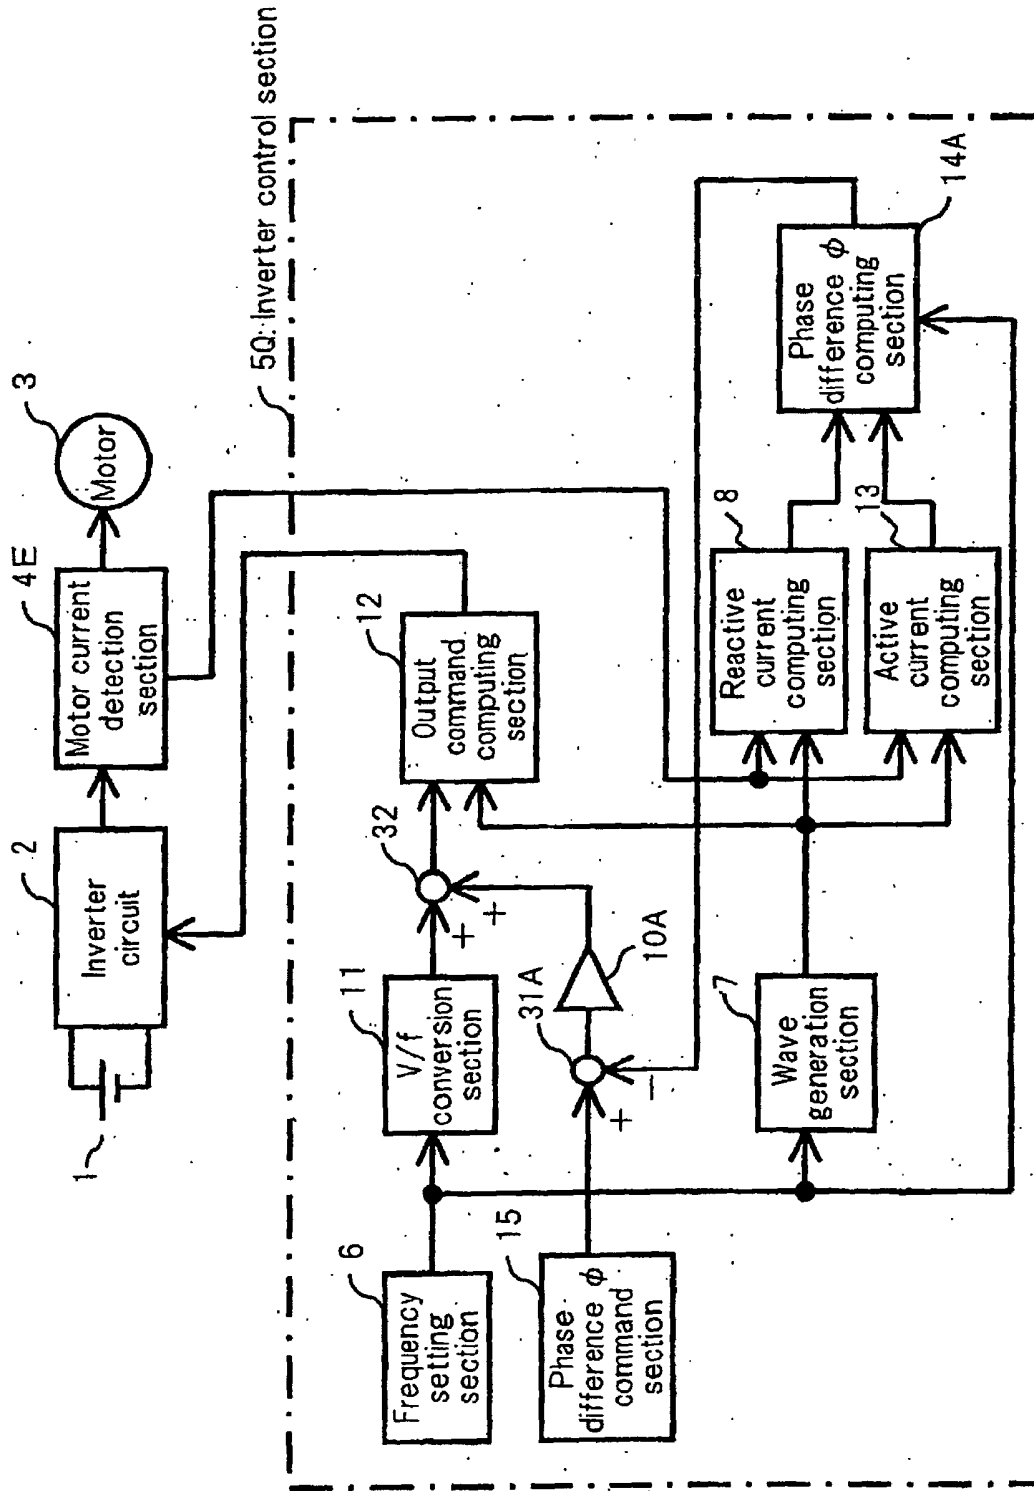 1
2
Inverter
circuit
4E
Motor current
detection
section
3
Motor
5Q: Inverter control section
6
Frequency
setting
section
11
V/f
conversion
section
32
+
+
12
Output
command
computing
section
15
Phase
difference ϕ
command
section
31A
+
−
10A
7
Wave
generation
section
8
Reactive
current
computing
section
13
Active
current
computing
section
14A
Phase
difference ϕ
computing
section